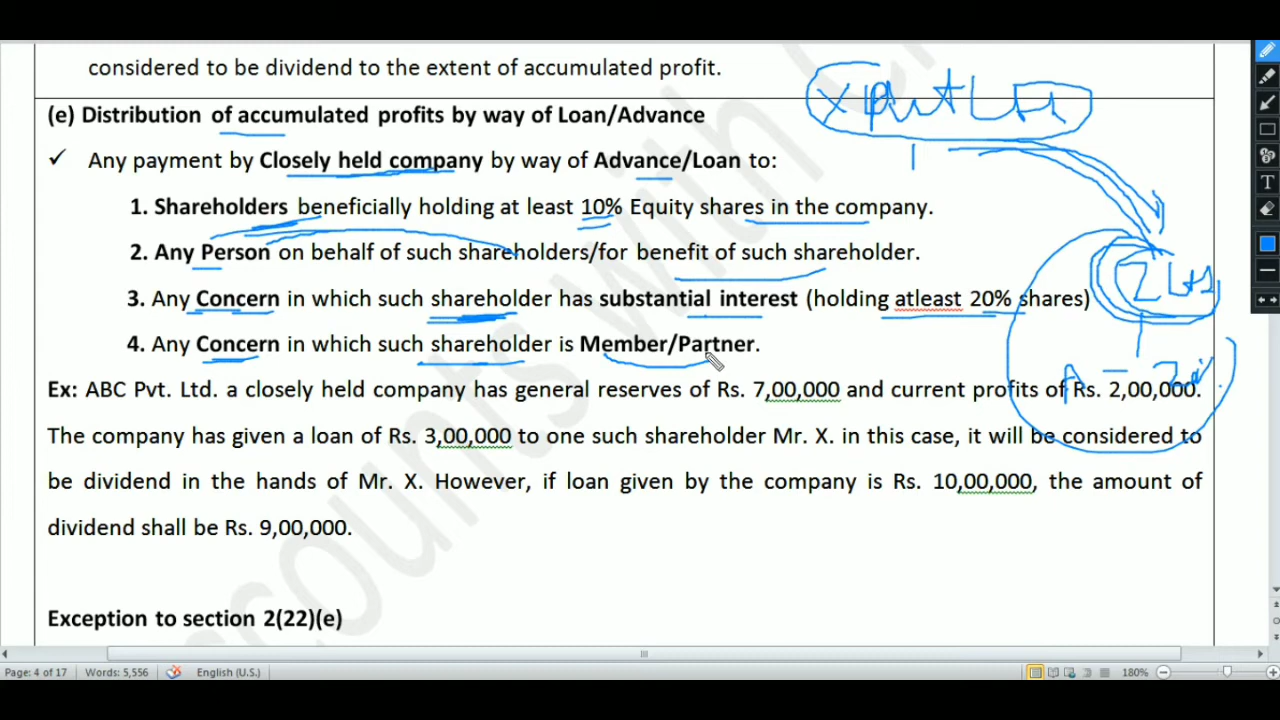 considered to be dividend to the extent of accumulated profit.
X Pvt Ltd
(e) Distribution of accumulated profits by way of Loan/Advance
✓ Any payment by Closely held company by way of Advance/Loan to:
1. Shareholders beneficially holding at least 10% Equity shares in the company.
2. Any Person on behalf of such shareholders/for benefit of such shareholder.
3. Any Concern in which such shareholder has substantial interest (holding atleast 20% shares)
4. Any Concern in which such shareholder is Member/Partner.
Ex: ABC Pvt. Ltd. a closely held company has general reserves of Rs. 7,00,000 and current profits of Rs. 2,00,000.
The company has given a loan of Rs. 3,00,000 to one such shareholder Mr. X. in this case, it will be considered to
be dividend in the hands of Mr. X. However, if loan given by the company is Rs. 10,00,000, the amount of
dividend shall be Rs. 9,00,000.
Exception to section 2(22)(e)
Page: 4 of 17 Words: 5,556 English (U.S.) 180%